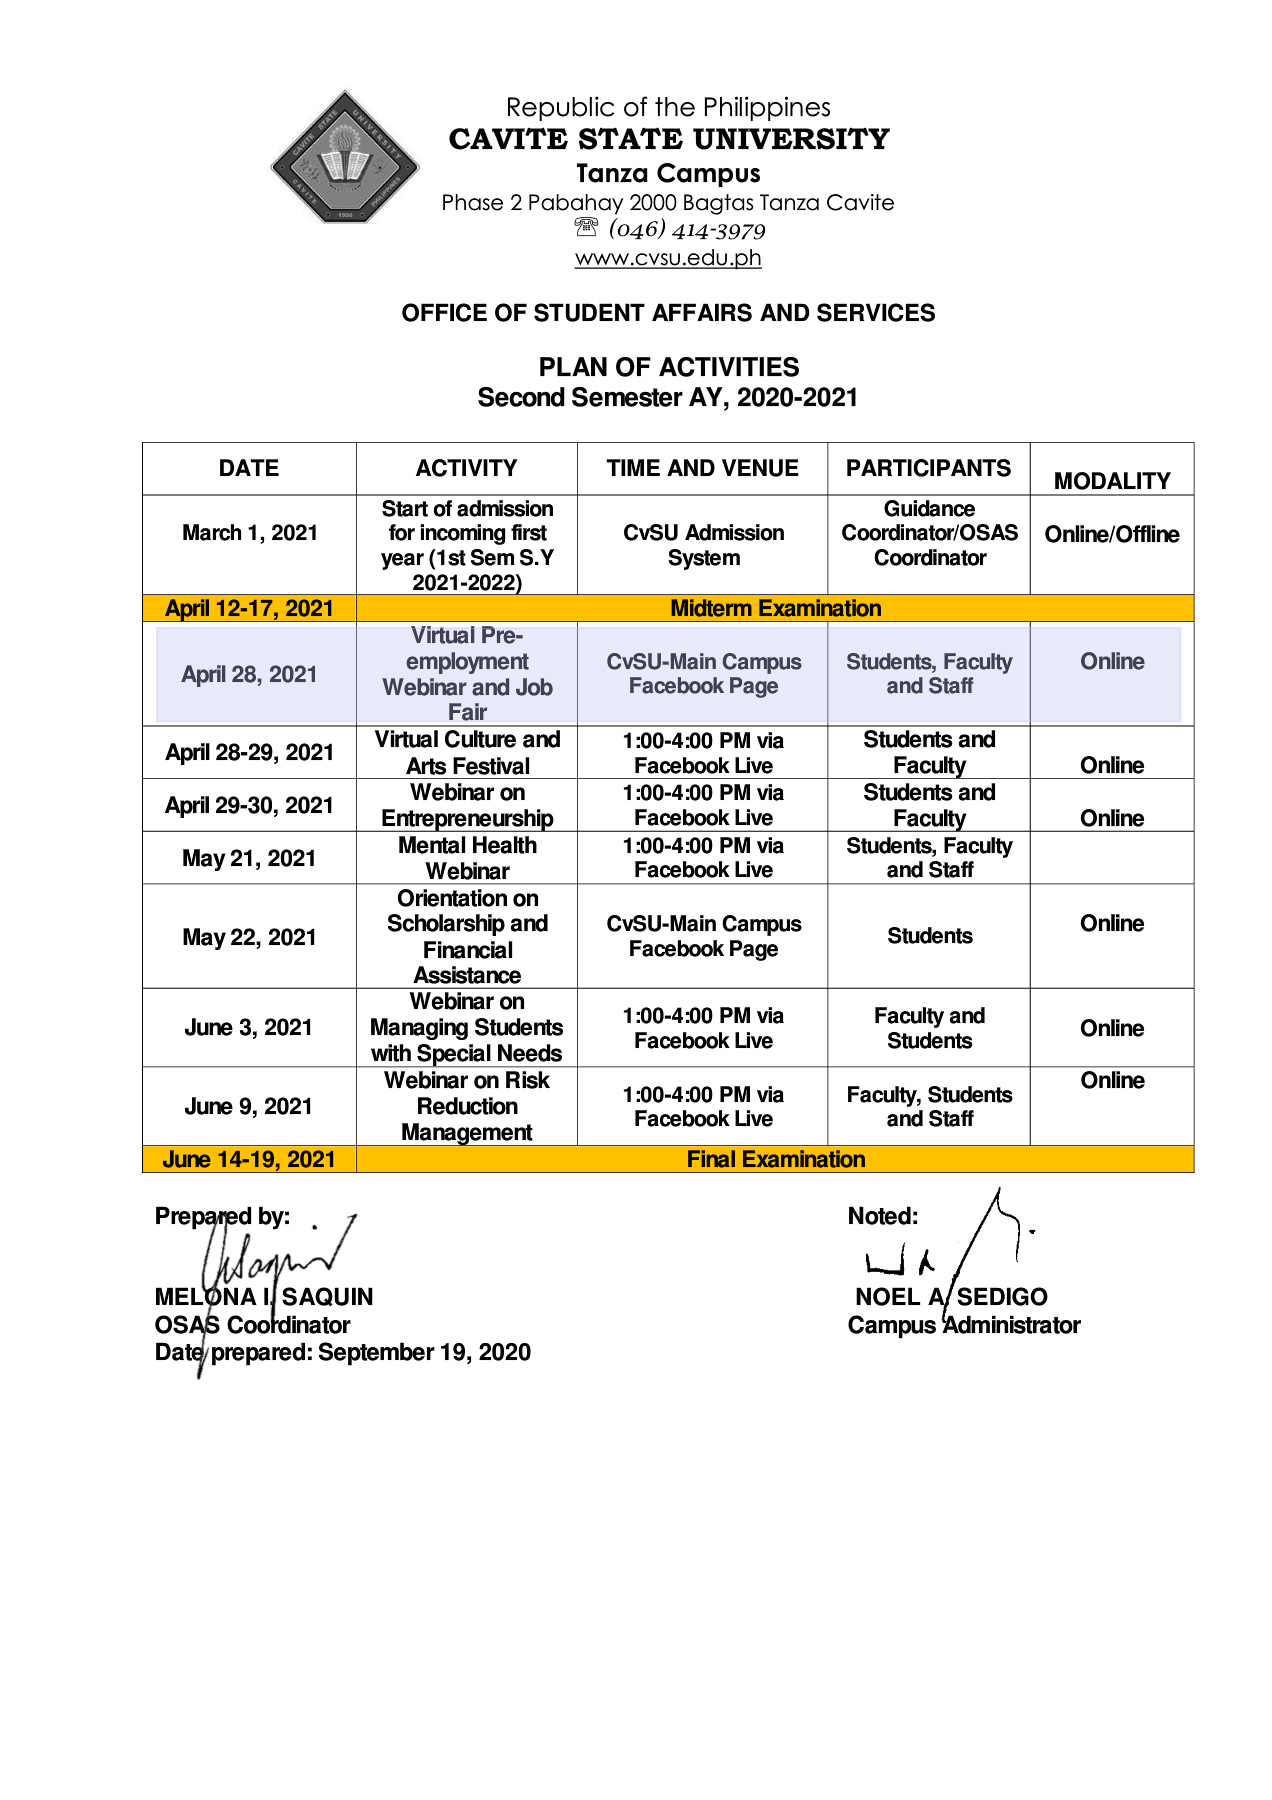 CAVITE STATE UNIVERSITY
CAVITE
PHILIPPINES
1906
Republic of the Philippines
CAVITE STATE UNIVERSITY
Tanza Campus
Phase 2 Pabahay 2000 Bagtas Tanza Cavite
☏ (046) 414-3979
www.cvsu.edu.ph
OFFICE OF STUDENT AFFAIRS AND SERVICES
PLAN OF ACTIVITIES
Second Semester AY, 2020-2021
DATE ACTIVITY TIME AND VENUE PARTICIPANTS MODALITY
March 1, 2021
Start of admission
for incoming first
year (1st Sem S.Y
2021-2022)
CvSU Admission
System
Guidance
Coordinator/OSAS
Coordinator
Online/Offline
April 12-17, 2021 Midterm Examination
April 28, 2021
Virtual Pre-
employment
Webinar and Job
Fair
CvSU-Main Campus
Facebook Page
Students, Faculty
and Staff
Online
April 28-29, 2021
Virtual Culture and
Arts Festival
1:00-4:00 PM via
Facebook Live
Students and
Faculty
Online
April 29-30, 2021
Webinar on
Entrepreneurship
1:00-4:00 PM via
Facebook Live
Students and
Faculty
Online
May 21, 2021
Mental Health
Webinar
1:00-4:00 PM via
Facebook Live
Students, Faculty
and Staff
May 22, 2021
Orientation on
Scholarship and
Financial
Assistance
CvSU-Main Campus
Facebook Page
Students
Online
June 3, 2021
Webinar on
Managing Students
with Special Needs
1:00-4:00 PM via
Facebook Live
Faculty and
Students
Online
June 9, 2021
Webinar on Risk
Reduction
Management
1:00-4:00 PM via
Facebook Live
Faculty, Students
and Staff
Online
June 14-19, 2021 Final Examination
Prepared by:
MELONA I. SAQUIN
OSAS Coordinator
Date prepared: September 19, 2020
Noted:
NOEL A. SEDIGO
Campus Administrator